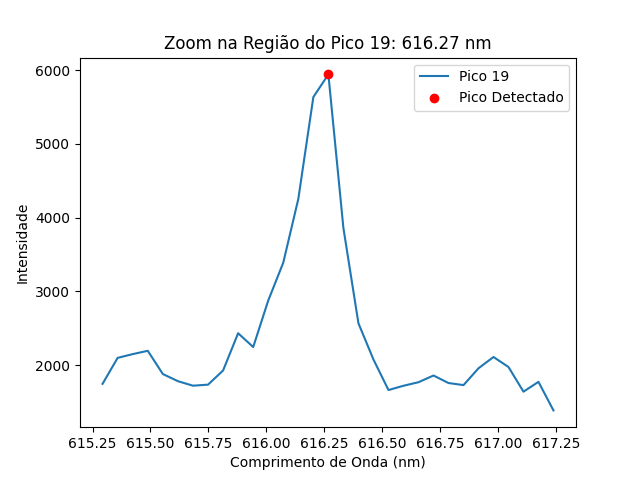 Zoom na Região do Pico 19: 616.27 nm
Pico 19
Pico Detectado
Intensidade
6000
5000
4000
3000
2000
615.25 615.50 615.75 616.00 616.25 616.50 616.75 617.00 617.25
Comprimento de Onda (nm)